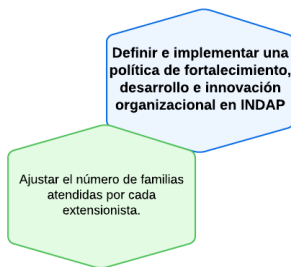 Definir e implementar una
política de fortalecimiento,
desarrollo e innovación
organizacional en INDAP
Ajustar el número de familias
atendidas por cada
extensionista.